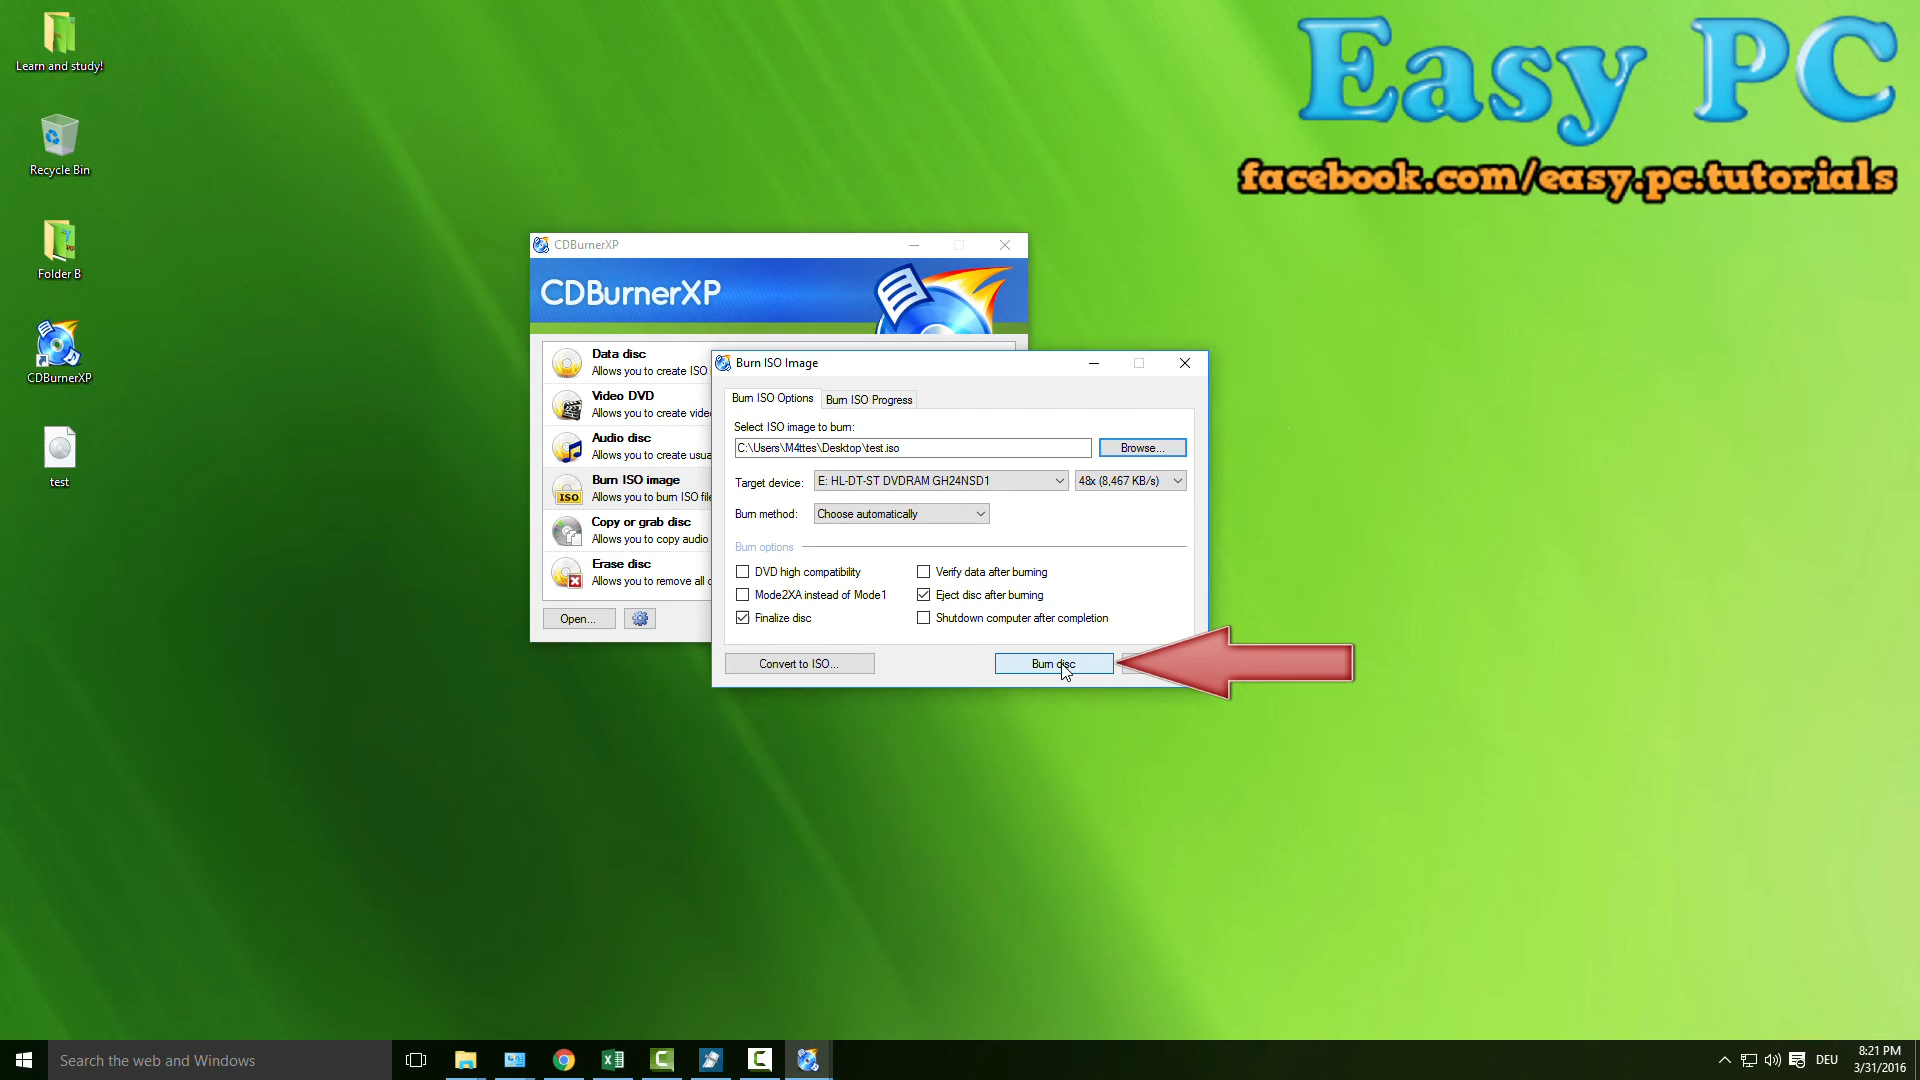 Learn and study!
Recycle Bin
Folder B
CDBurnerXP
test
Easy PC
facebook.com/easy.pc.tutorials
CDBurnerXP
CDBurnerXP
Data disc
Allows you to create ISO
Video DVD
Allows you to create vide
Audio disc
Allows you to create usua
Burn ISO image
Allows you to burn ISO file
ISO
Copy or grab disc
Allows you to copy audio
Erase disc
Allows you to remove all
Open...
Burn ISO Image
Burn ISO Options
Burn ISO Progress
Select ISO image to burn:
C:\Users\M4ttes\Desktop\test.iso
Browse...
Target device:
E: HL-DT-ST DVDRAM GH24NSD1
48x (8,467 KB/s)
Burn method:
Choose automatically
Burn options
DVD high compatibility
Verify data after burning
Mode2XA instead of Mode1
Eject disc after burning
Finalize disc
Shutdown computer after completion
Convert to ISO...
Burn disc
Search the web and Windows
DEU
8:21 PM
3/31/2016